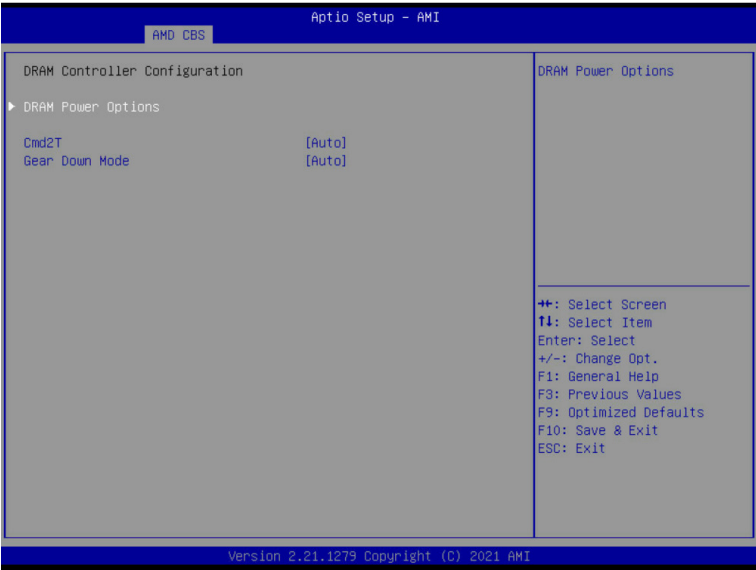 Aptio Setup – AMI
AMD CBS
DRAM Controller Configuration
DRAM Power Options
Cmd2T [Auto]
Gear Down Mode [Auto]
DRAM Power Options
→←: Select Screen
↑↓: Select Item
Enter: Select
+/-: Change Opt.
F1: General Help
F3: Previous Values
F9: Optimized Defaults
F10: Save & Exit
ESC: Exit
Version 2.21.1279 Copyright (C) 2021 AMI